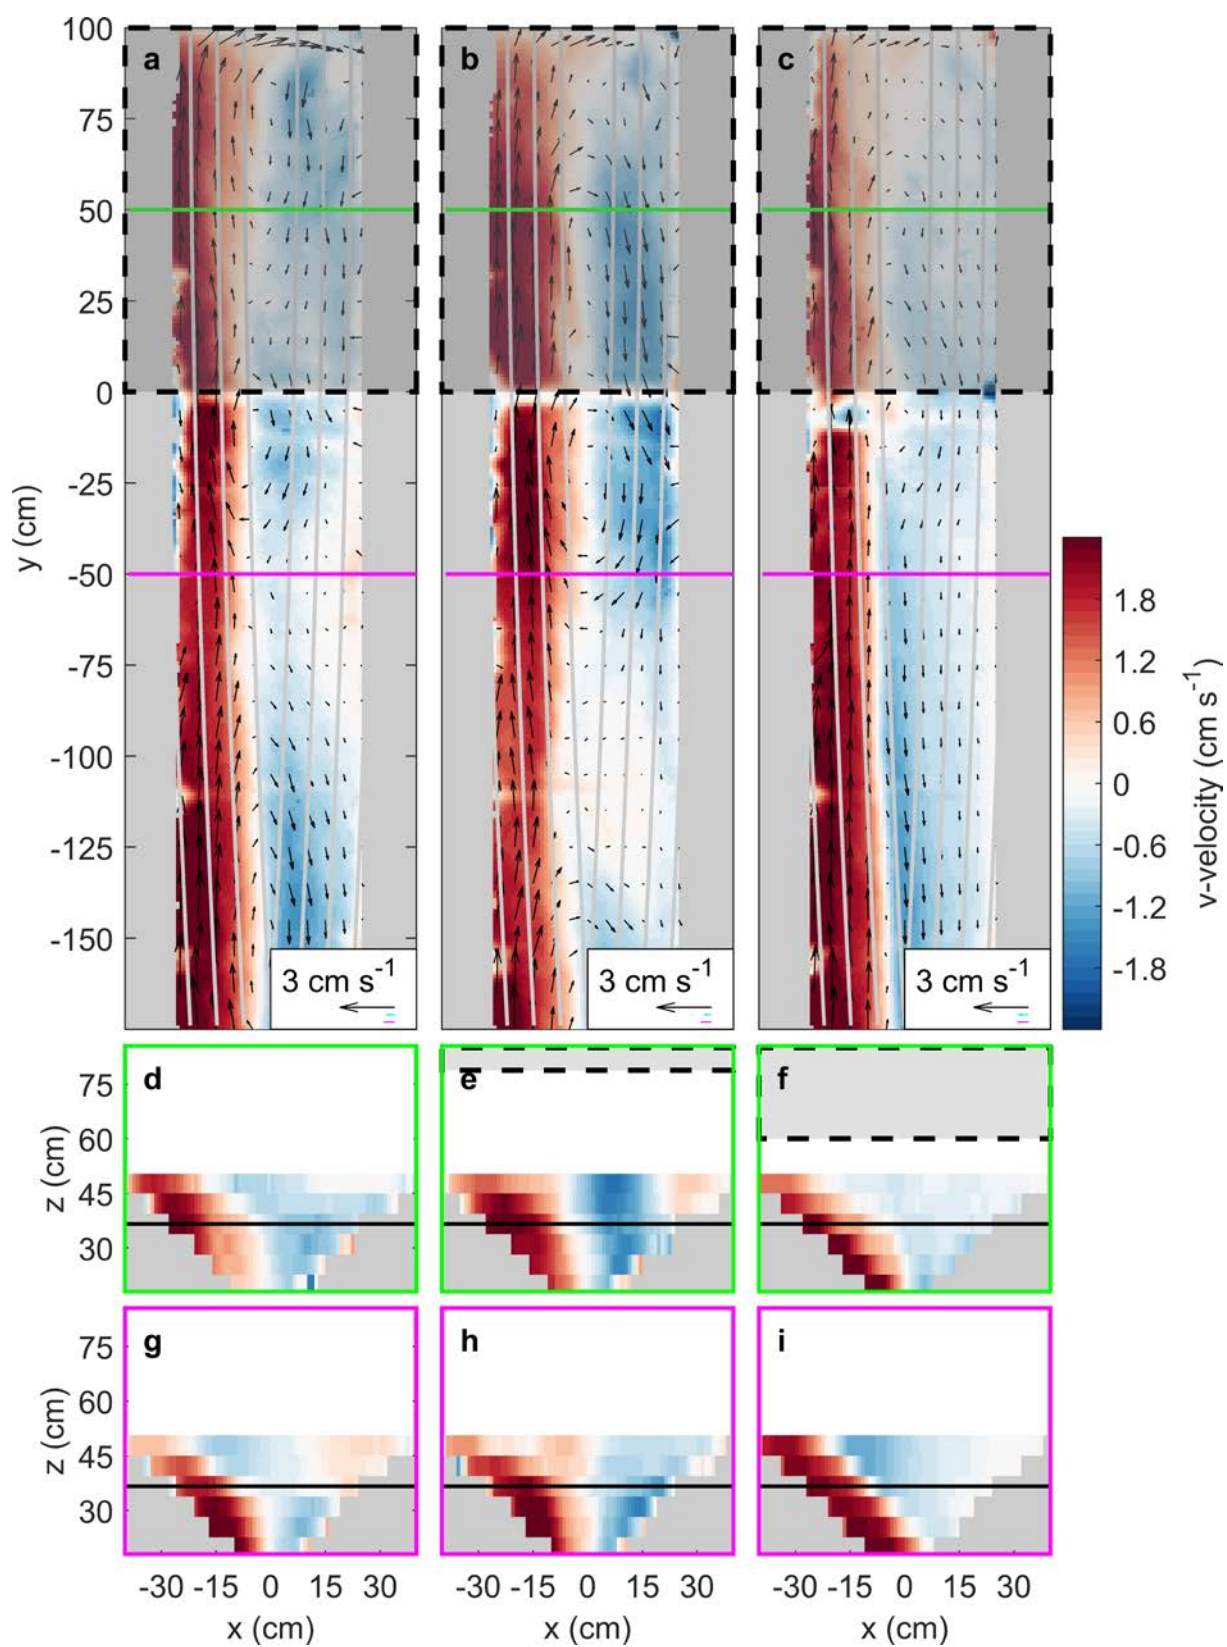 a b c
100
75
50
25
0
-25
-50
-75
-100
-125
-150
y (cm)
3 cm s⁻¹ 3 cm s⁻¹ 3 cm s⁻¹
1.8
1.2
0.6
0
-0.6
-1.2
-1.8
v-velocity (cm s⁻¹)
d e f
75
60
45
30
z (cm)
g h i
75
60
45
30
z (cm)
-30 -15 0 15 30 -30 -15 0 15 30 -30 -15 0 15 30
x (cm) x (cm) x (cm)